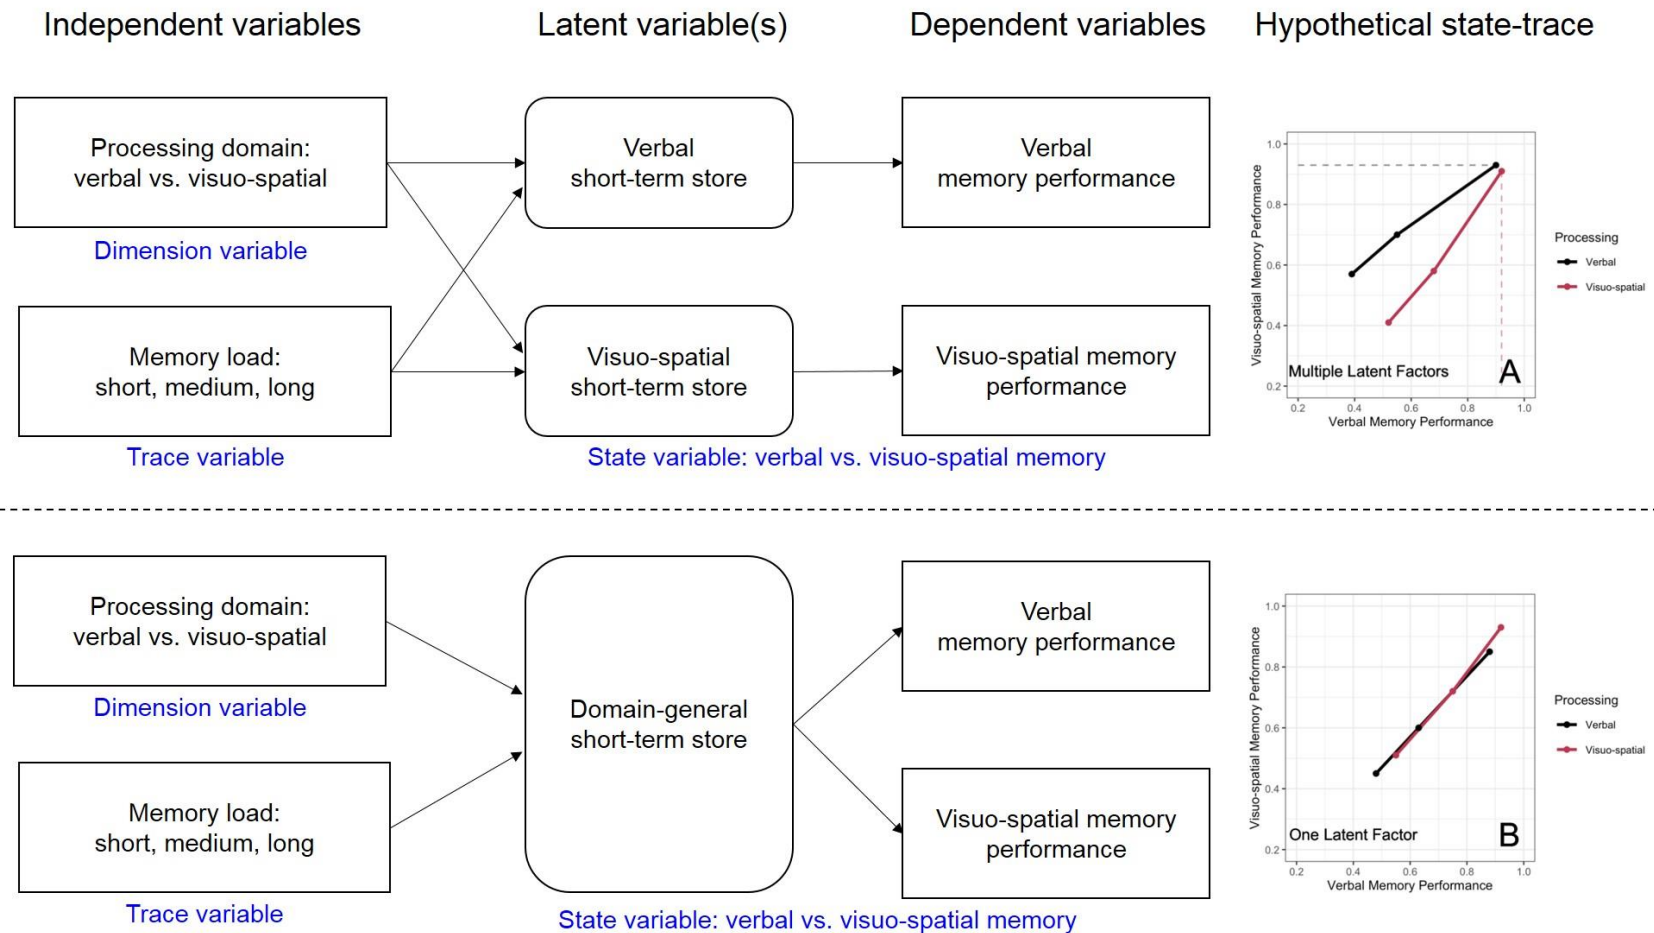 Independent variables
Latent variable(s)
Dependent variables
Hypothetical state-trace
Processing domain:
verbal vs. visuo-spatial
Dimension variable
Memory load:
short, medium, long
Trace variable
Verbal
short-term store
Visuo-spatial
short-term store
State variable: verbal vs. visuo-spatial memory
Verbal
memory performance
Visuo-spatial memory
performance
Visuo-spatial Memory Performance
1.0
0.8
0.6
0.4
0.2
Multiple Latent Factors
A
0.2 0.4 0.6 0.8 1.0
Verbal Memory Performance
Processing
Verbal
Visuo-spatial
Processing domain:
verbal vs. visuo-spatial
Dimension variable
Memory load:
short, medium, long
Trace variable
Domain-general
short-term store
State variable: verbal vs. visuo-spatial memory
Verbal
memory performance
Visuo-spatial memory
performance
Visuo-spatial Memory Performance
1.0
0.8
0.6
0.4
0.2
One Latent Factor
B
0.2 0.4 0.6 0.8 1.0
Verbal Memory Performance
Processing
Verbal
Visuo-spatial